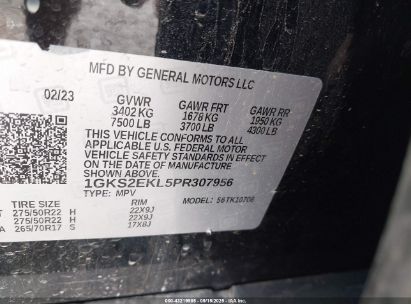 MFD BY GENERAL MOTORS LLC
02/23 GVWR GAWR FRT GAWR RR
3402 KG 1676 KG 1950 KG
7500 LB 3700 LB 4300 LB
THIS VEHICLE CONFORMS TO ALL
APPLICABLE U.S. FEDERAL MOTOR
VEHICLE SAFETY AND THEFT PREVENTION
STANDARDS IN EFFECT ON THE DATE OF
MANUFACTURE SHOWN ABOVE.
1GKS2EKL5PR307956
TYPE: MPV
TIRE SIZE RIM
275/50R22 H 22X9J
275/50R22 H 22X9J
265/70R17 S 17X8J